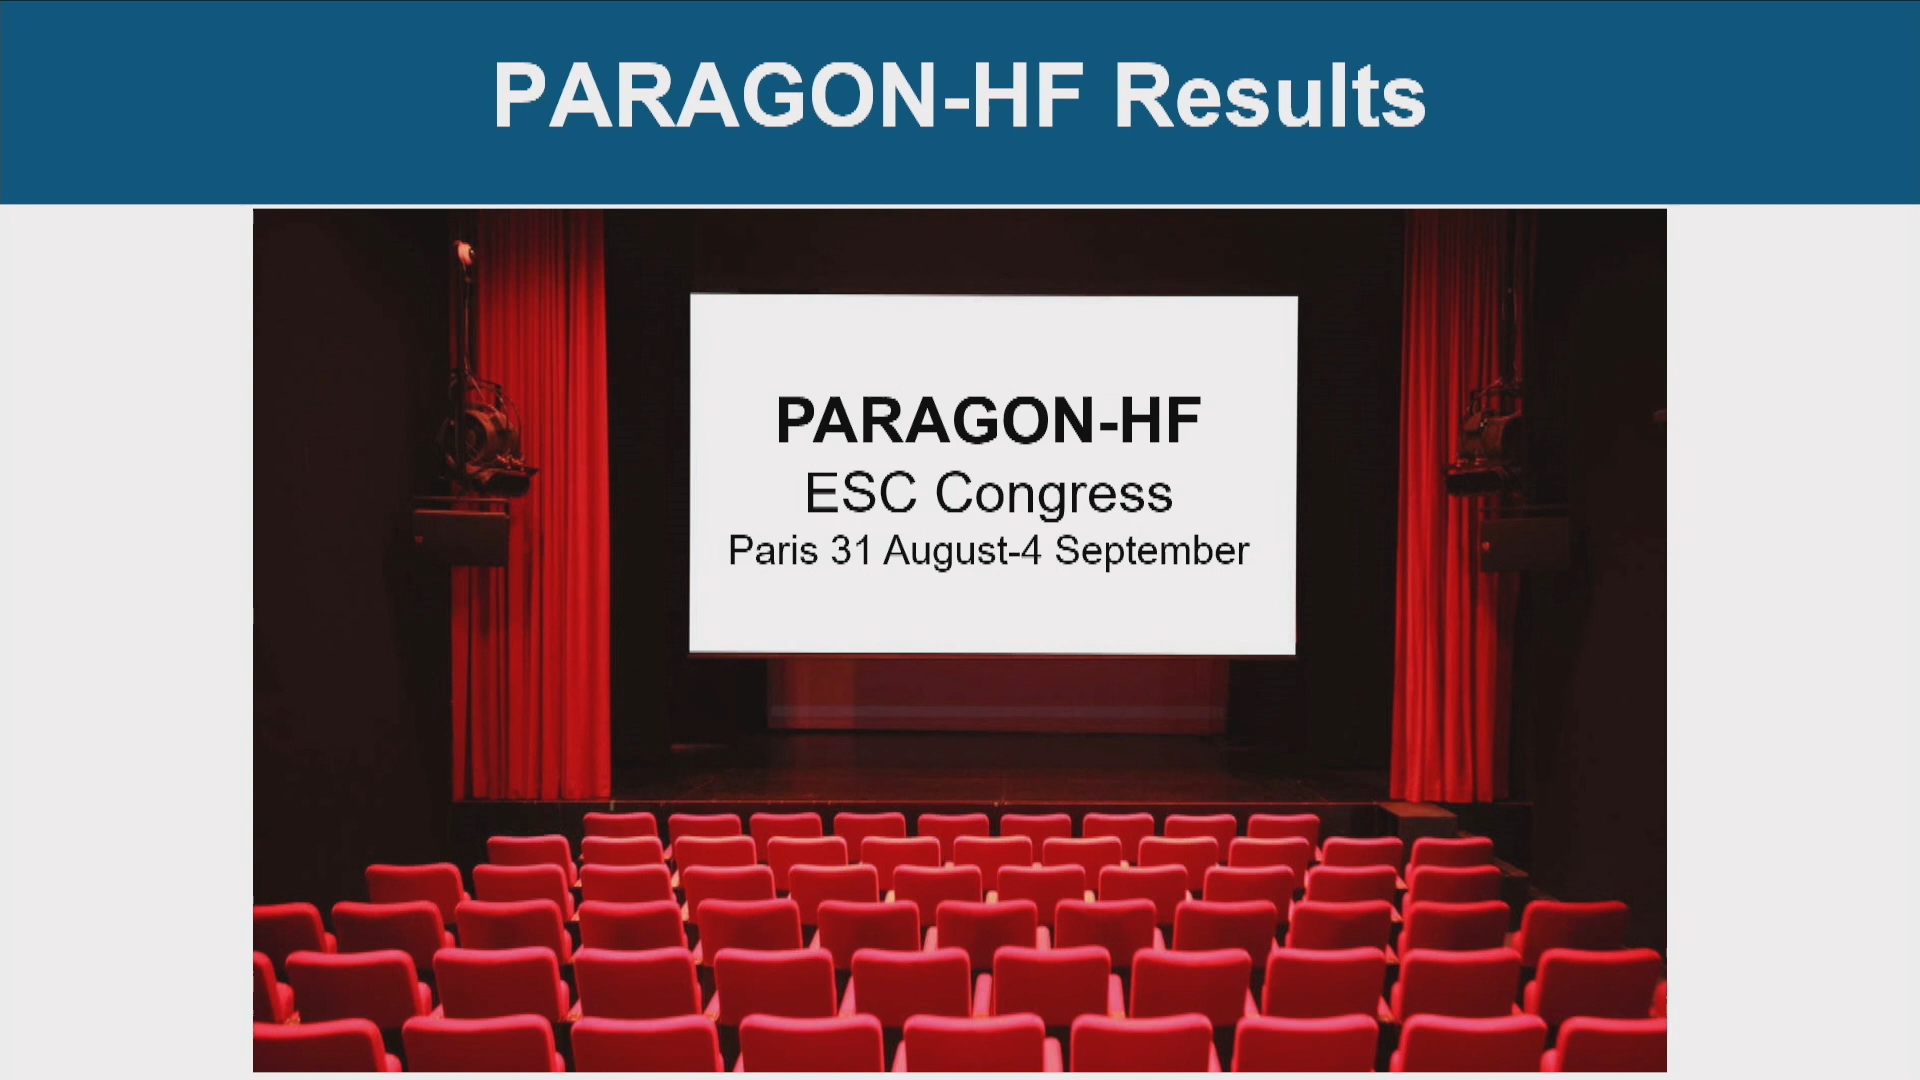 PARAGON-HF Results
PARAGON-HF
ESC Congress
Paris 31 August-4 September